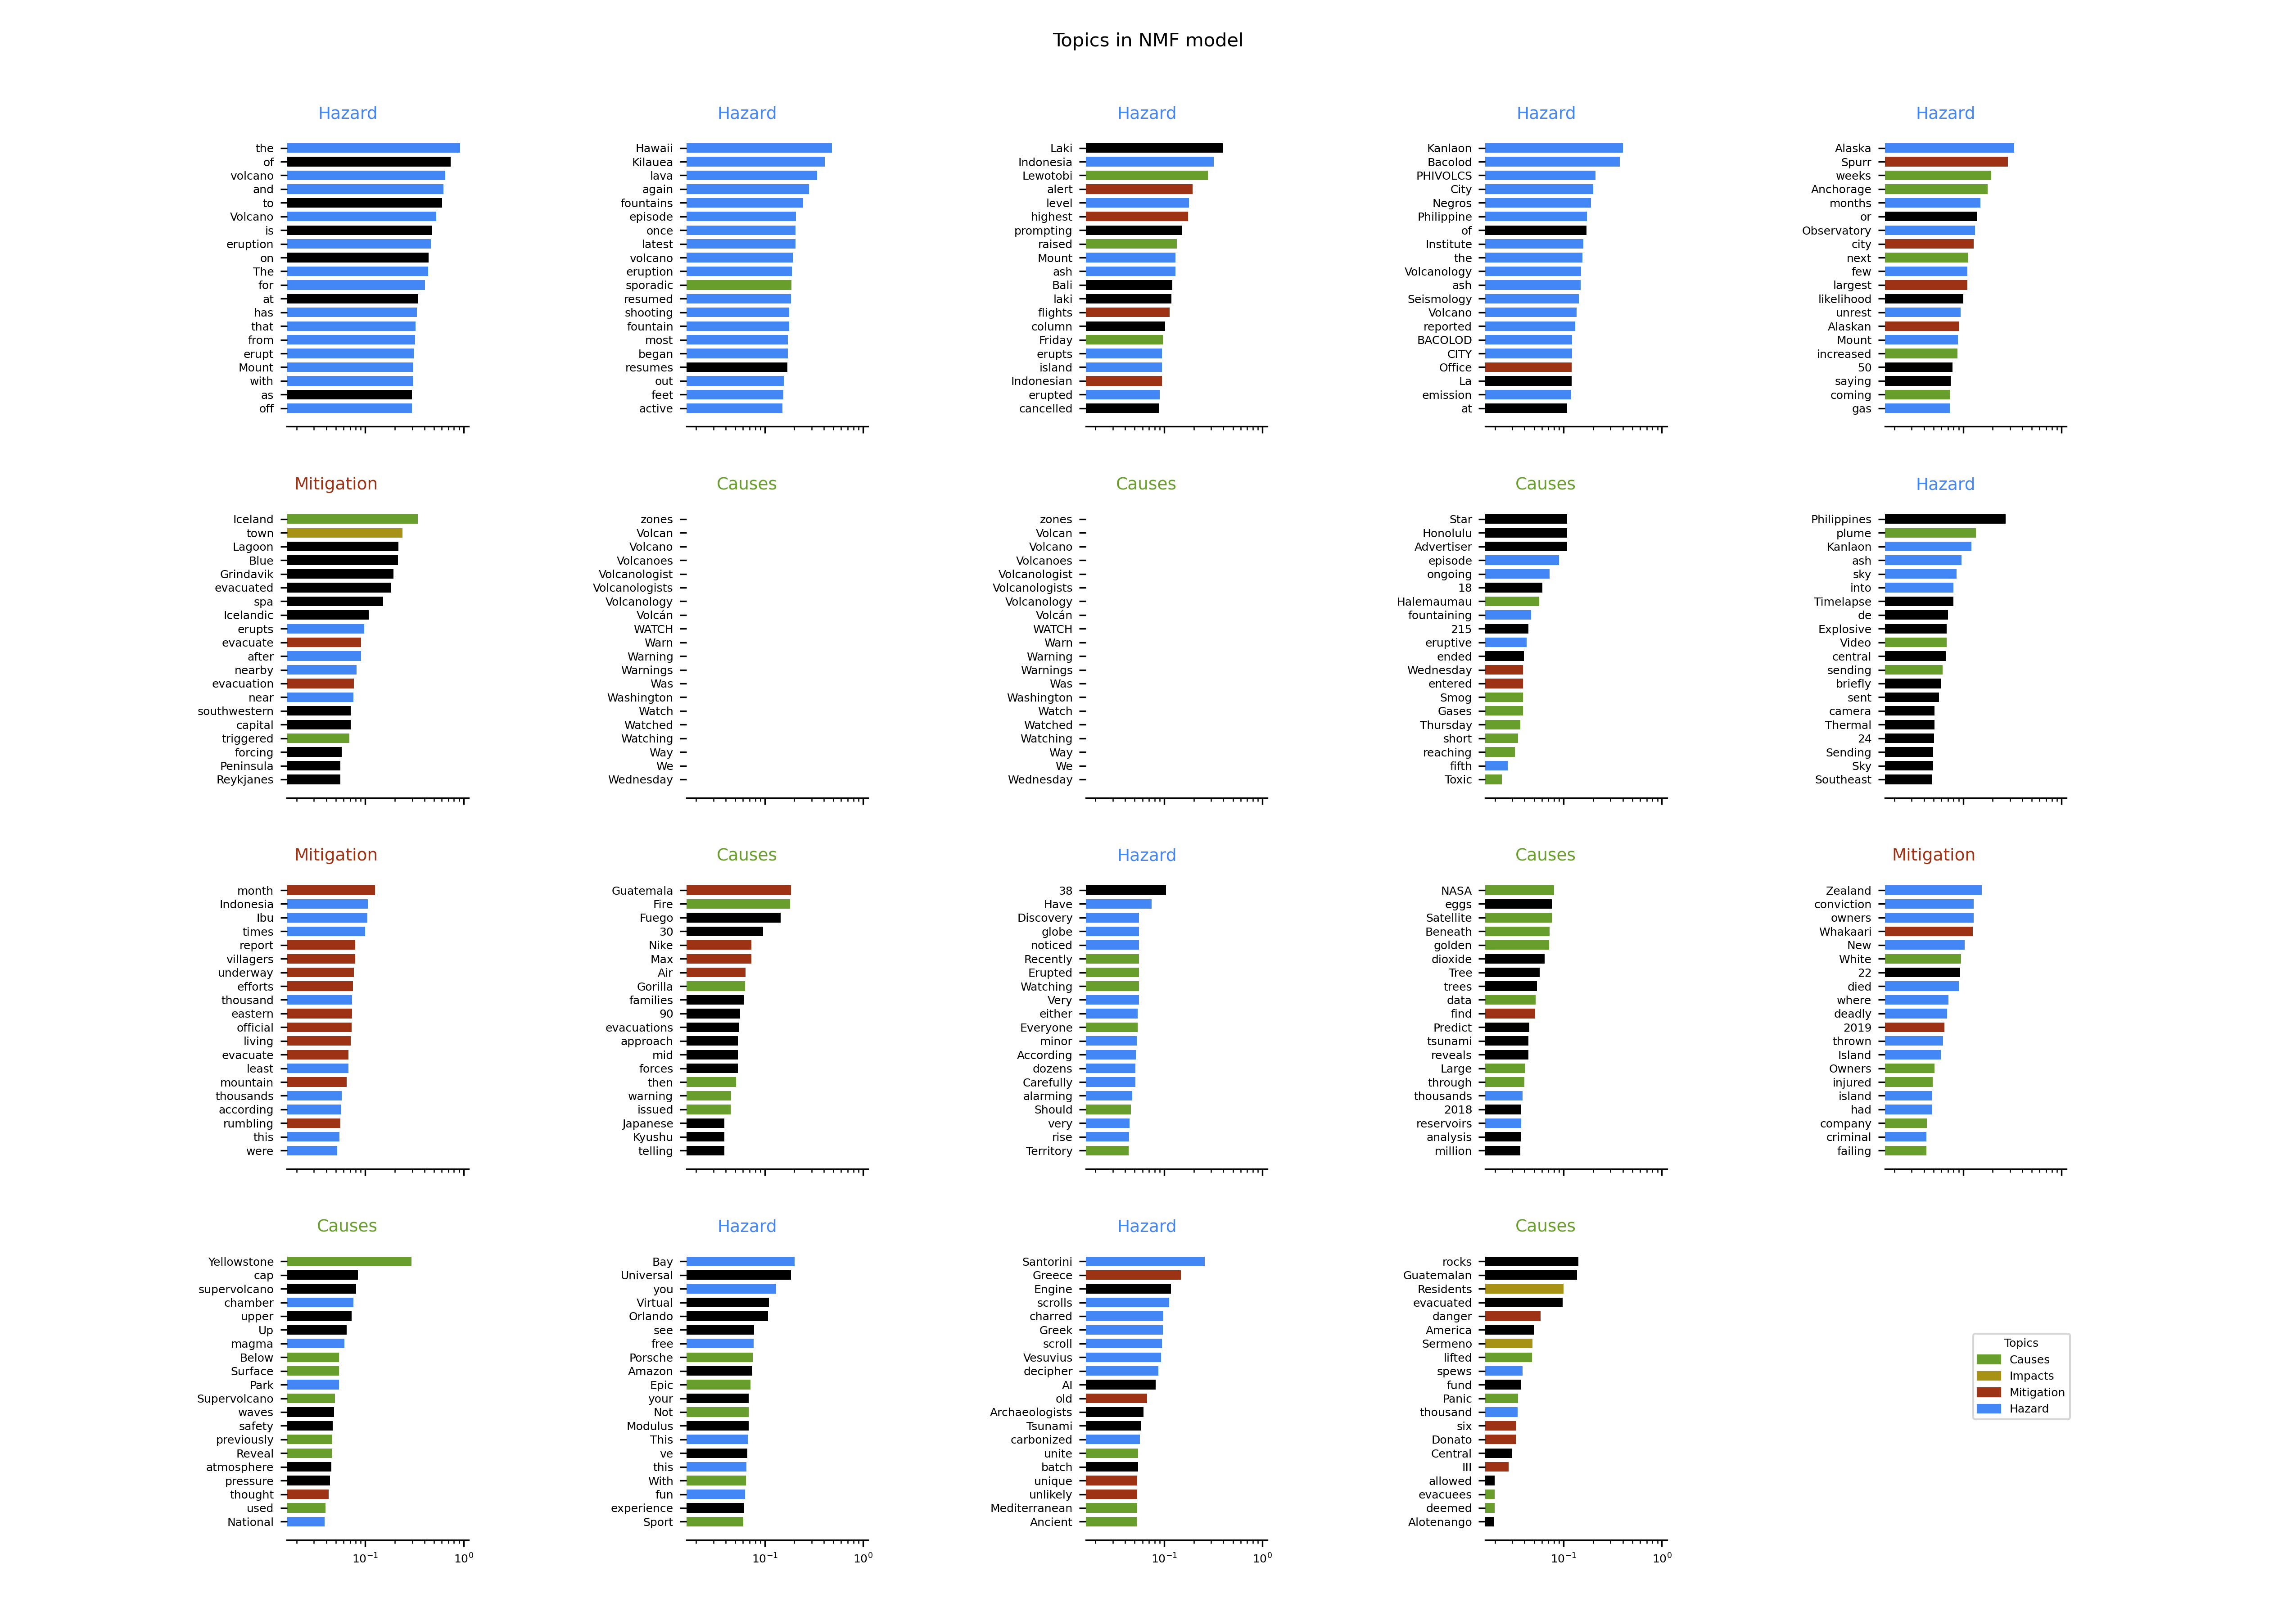 Topics in NMF model
Hazard
the
of
volcano
and
to
Volcano
is
eruption
on
The
for
at
has
that
from
erupt
Mount
with
as
off
Hazard
Hawaii
Kilauea
lava
again
fountains
episode
once
latest
volcano
eruption
sporadic
resumed
shooting
fountain
most
began
resumes
out
feet
active
Hazard
Laki
Indonesia
Lewotobi
alert
level
highest
prompting
raised
Mount
ash
Bali
laki
flights
column
Friday
erupts
island
Indonesian
erupted
cancelled
Hazard
Kanlaon
Bacolod
PHIVOLCS
City
Negros
Philippine
of
Institute
the
Volcanology
ash
Seismology
Volcano
reported
BACOLOD
CITY
Office
La
emission
at
Hazard
Alaska
Spurr
weeks
Anchorage
months
or
Observatory
city
next
few
largest
likelihood
unrest
Alaskan
Mount
increased
50
saying
coming
gas
Mitigation
Iceland
town
Lagoon
Blue
Grindavik
evacuated
spa
Icelandic
erupts
evacuate
after
nearby
evacuation
near
southwestern
capital
triggered
forcing
Peninsula
Reykjanes
Causes
zones
Volcan
Volcano
Volcanoes
Volcanologist
Volcanologists
Volcanology
Volcán
WATCH
Warn
Warning
Warnings
Was
Washington
Watch
Watched
Watching
Way
We
Wednesday
Causes
zones
Volcan
Volcano
Volcanoes
Volcanologist
Volcanologists
Volcanology
Volcán
WATCH
Warn
Warning
Warnings
Was
Washington
Watch
Watched
Watching
Way
We
Wednesday
Causes
Star
Honolulu
Advertiser
episode
ongoing
18
Halemaumau
fountaining
215
eruptive
ended
Wednesday
entered
Smog
Gases
Thursday
short
reaching
fifth
Toxic
Hazard
Philippines
plume
Kanlaon
ash
sky
into
Timelapse
de
Explosive
Video
central
sending
briefly
sent
camera
Thermal
24
Sending
Sky
Southeast
Mitigation
month
Indonesia
Ibu
times
report
villagers
underway
efforts
thousand
eastern
official
living
evacuate
least
mountain
thousands
according
rumbling
this
were
Causes
Guatemala
Fire
Fuego
30
Nike
Max
Air
Gorilla
families
90
evacuations
approach
mid
forces
then
warning
issued
Japanese
Kyushu
telling
Hazard
38
Have
Discovery
globe
noticed
Recently
Erupted
Watching
Very
either
Everyone
minor
According
dozens
Carefully
alarming
Should
very
rise
Territory
Causes
NASA
eggs
Satellite
Beneath
golden
dioxide
Tree
trees
data
find
Predict
tsunami
reveals
Large
through
thousands
2018
reservoirs
analysis
million
Mitigation
Zealand
conviction
owners
Whakaari
New
White
22
died
where
deadly
2019
thrown
Island
Owners
injured
island
had
company
criminal
failing
Causes
Yellowstone
cap
supervolcano
chamber
upper
Up
magma
Below
Surface
Park
Supervolcano
waves
safety
previously
Reveal
atmosphere
pressure
thought
used
National
10⁻¹ 10⁰
Hazard
Bay
Universal
you
Virtual
Orlando
see
free
Porsche
Amazon
Epic
your
Not
Modulus
This
ve
this
With
fun
experience
Sport
10⁻¹ 10⁰
Hazard
Santorini
Greece
Engine
scrolls
charred
Greek
scroll
Vesuvius
decipher
AI
old
Archaeologists
Tsunami
carbonized
unite
batch
unique
unlikely
Mediterranean
Ancient
10⁻¹ 10⁰
Causes
rocks
Guatemalan
Residents
evacuated
danger
America
Sermeno
lifted
spews
fund
Panic
thousand
six
Donato
Central
III
allowed
evacuees
deemed
Alotenango
10⁻¹ 10⁰
Topics
Causes
Impacts
Mitigation
Hazard